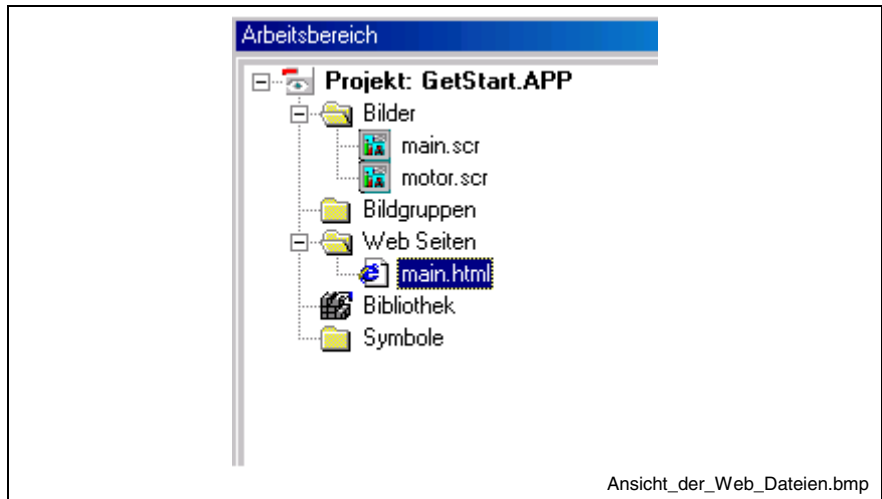 Arbeitsbereich
Projekt: GetStart.APP
Bilder
main.scr
motor.scr
Bildgruppen
Web Seiten
main.html
Bibliothek
Symbole
Ansicht_der_Web_Dateien.bmp